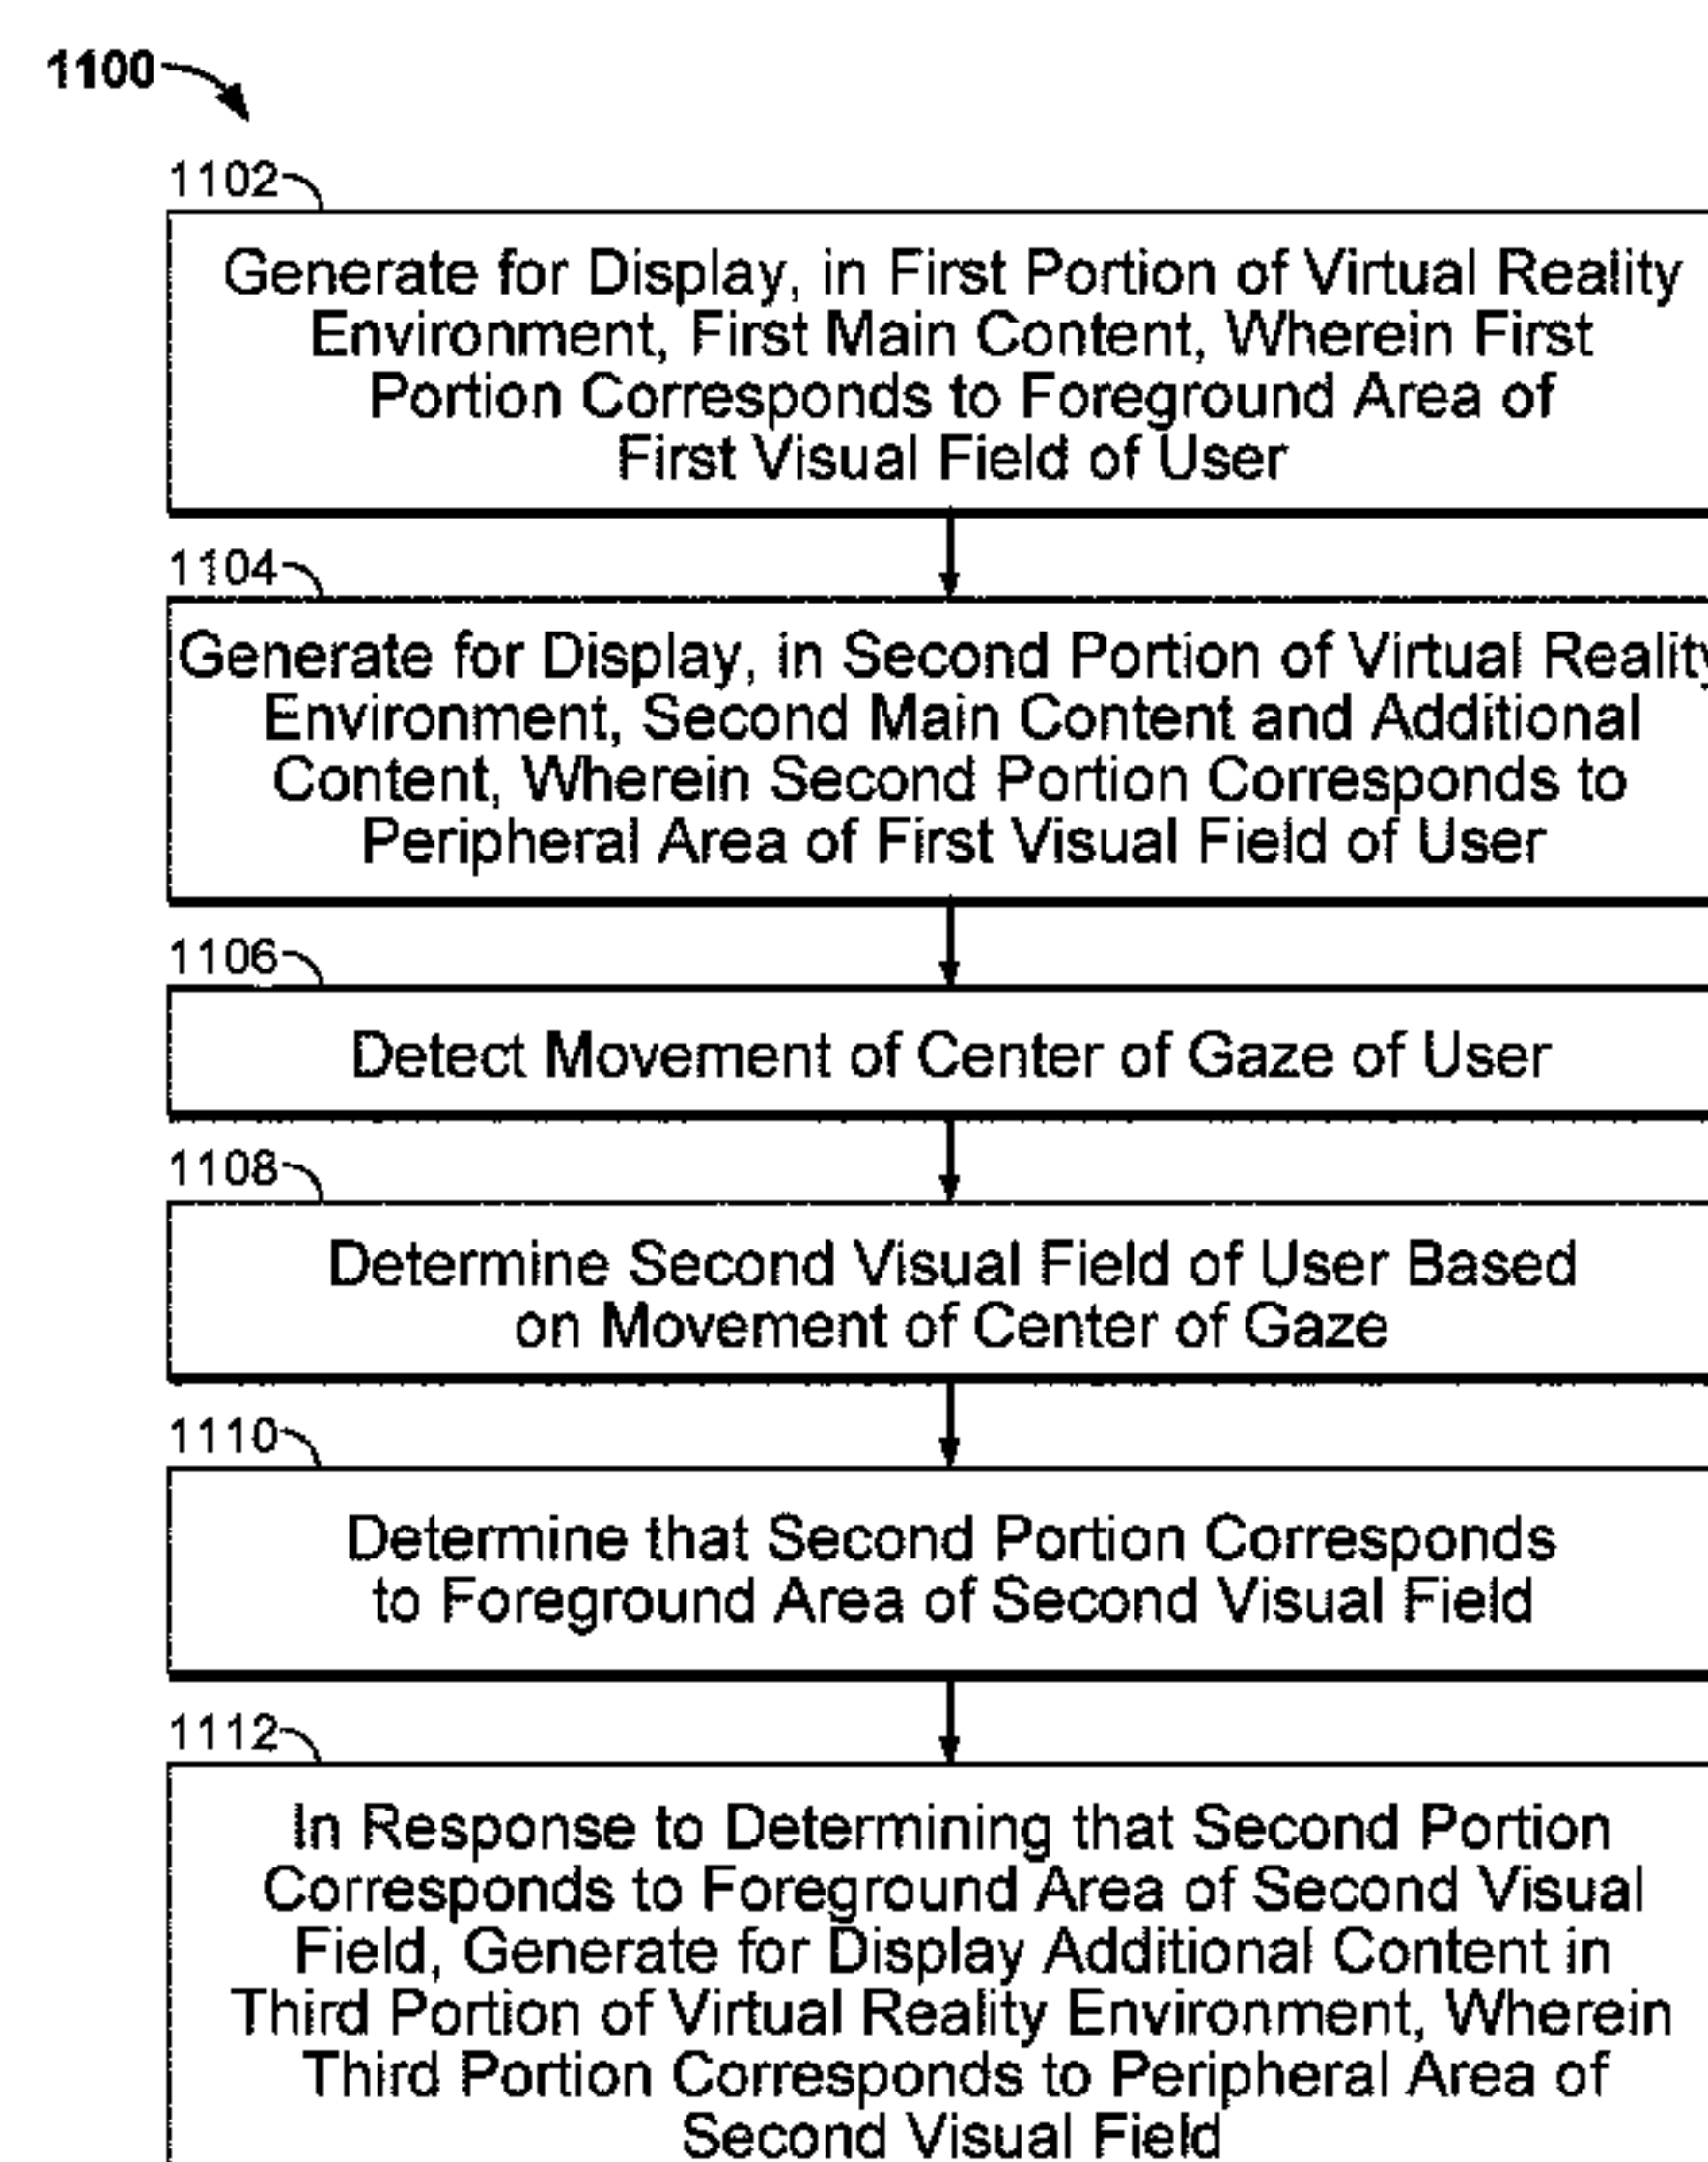 1100
1102
Generate for Display, in First Portion of Virtual Reality
Environment, First Main Content, Wherein First
Portion Corresponds to Foreground Area of
First Visual Field of User
1104
Generate for Display, in Second Portion of Virtual Reality
Environment, Second Main Content and Additional
Content, Wherein Second Portion Corresponds to
Peripheral Area of First Visual Field of User
1106
Detect Movement of Center of Gaze of User
1108
Determine Second Visual Field of User Based
on Movement of Center of Gaze
1110
Determine that Second Portion Corresponds
to Foreground Area of Second Visual Field
1112
In Response to Determining that Second Portion
Corresponds to Foreground Area of Second Visual
Field, Generate for Display Additional Content in
Third Portion of Virtual Reality Environment, Wherein
Third Portion Corresponds to Peripheral Area of
Second Visual Field